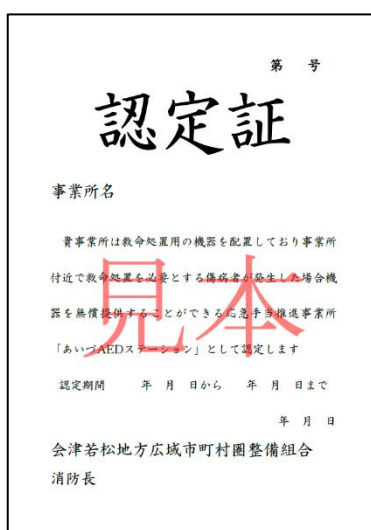 第　号
認定証
事業所名
貴事業所は救命処置用の機器を配置しており事業所
付近で救命処置を必要とする傷病者が発生した場合機
器を無償提供することができる応急手当推進事業所
「あいづAEDステーション」として認定します
認定期間　年　月　日から　年　月　日まで
年　月　日
会津若松地方広域市町村圏整備組合
消防長
見本